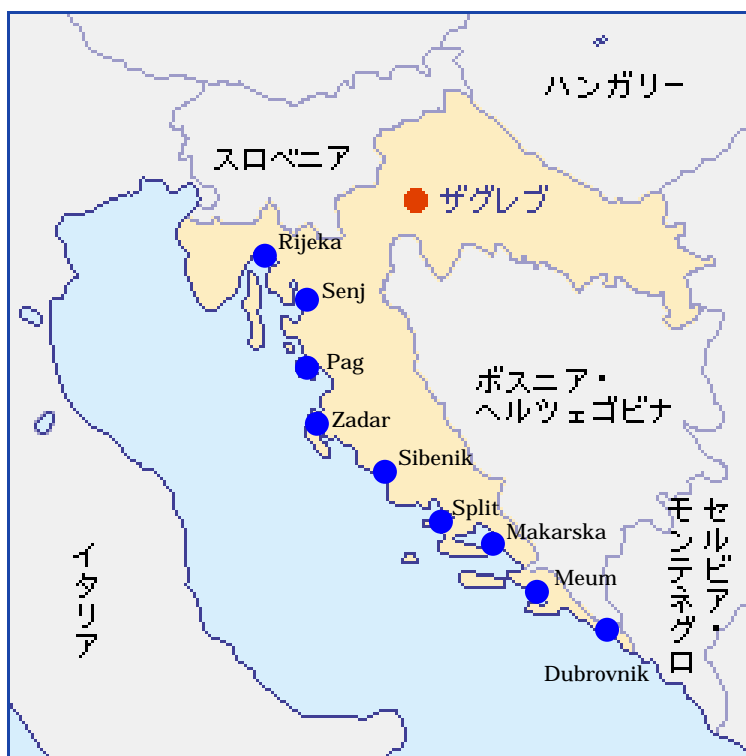 ハンガリー
スロベニア
ザグレブ
Rijeka
Senj
Pag
ボスニア・
ヘルツェゴビナ
Zadar
Sibenik
Split
Makarska
セルビア・
モンテネグロ
イタリア
Meum
Dubrovnik